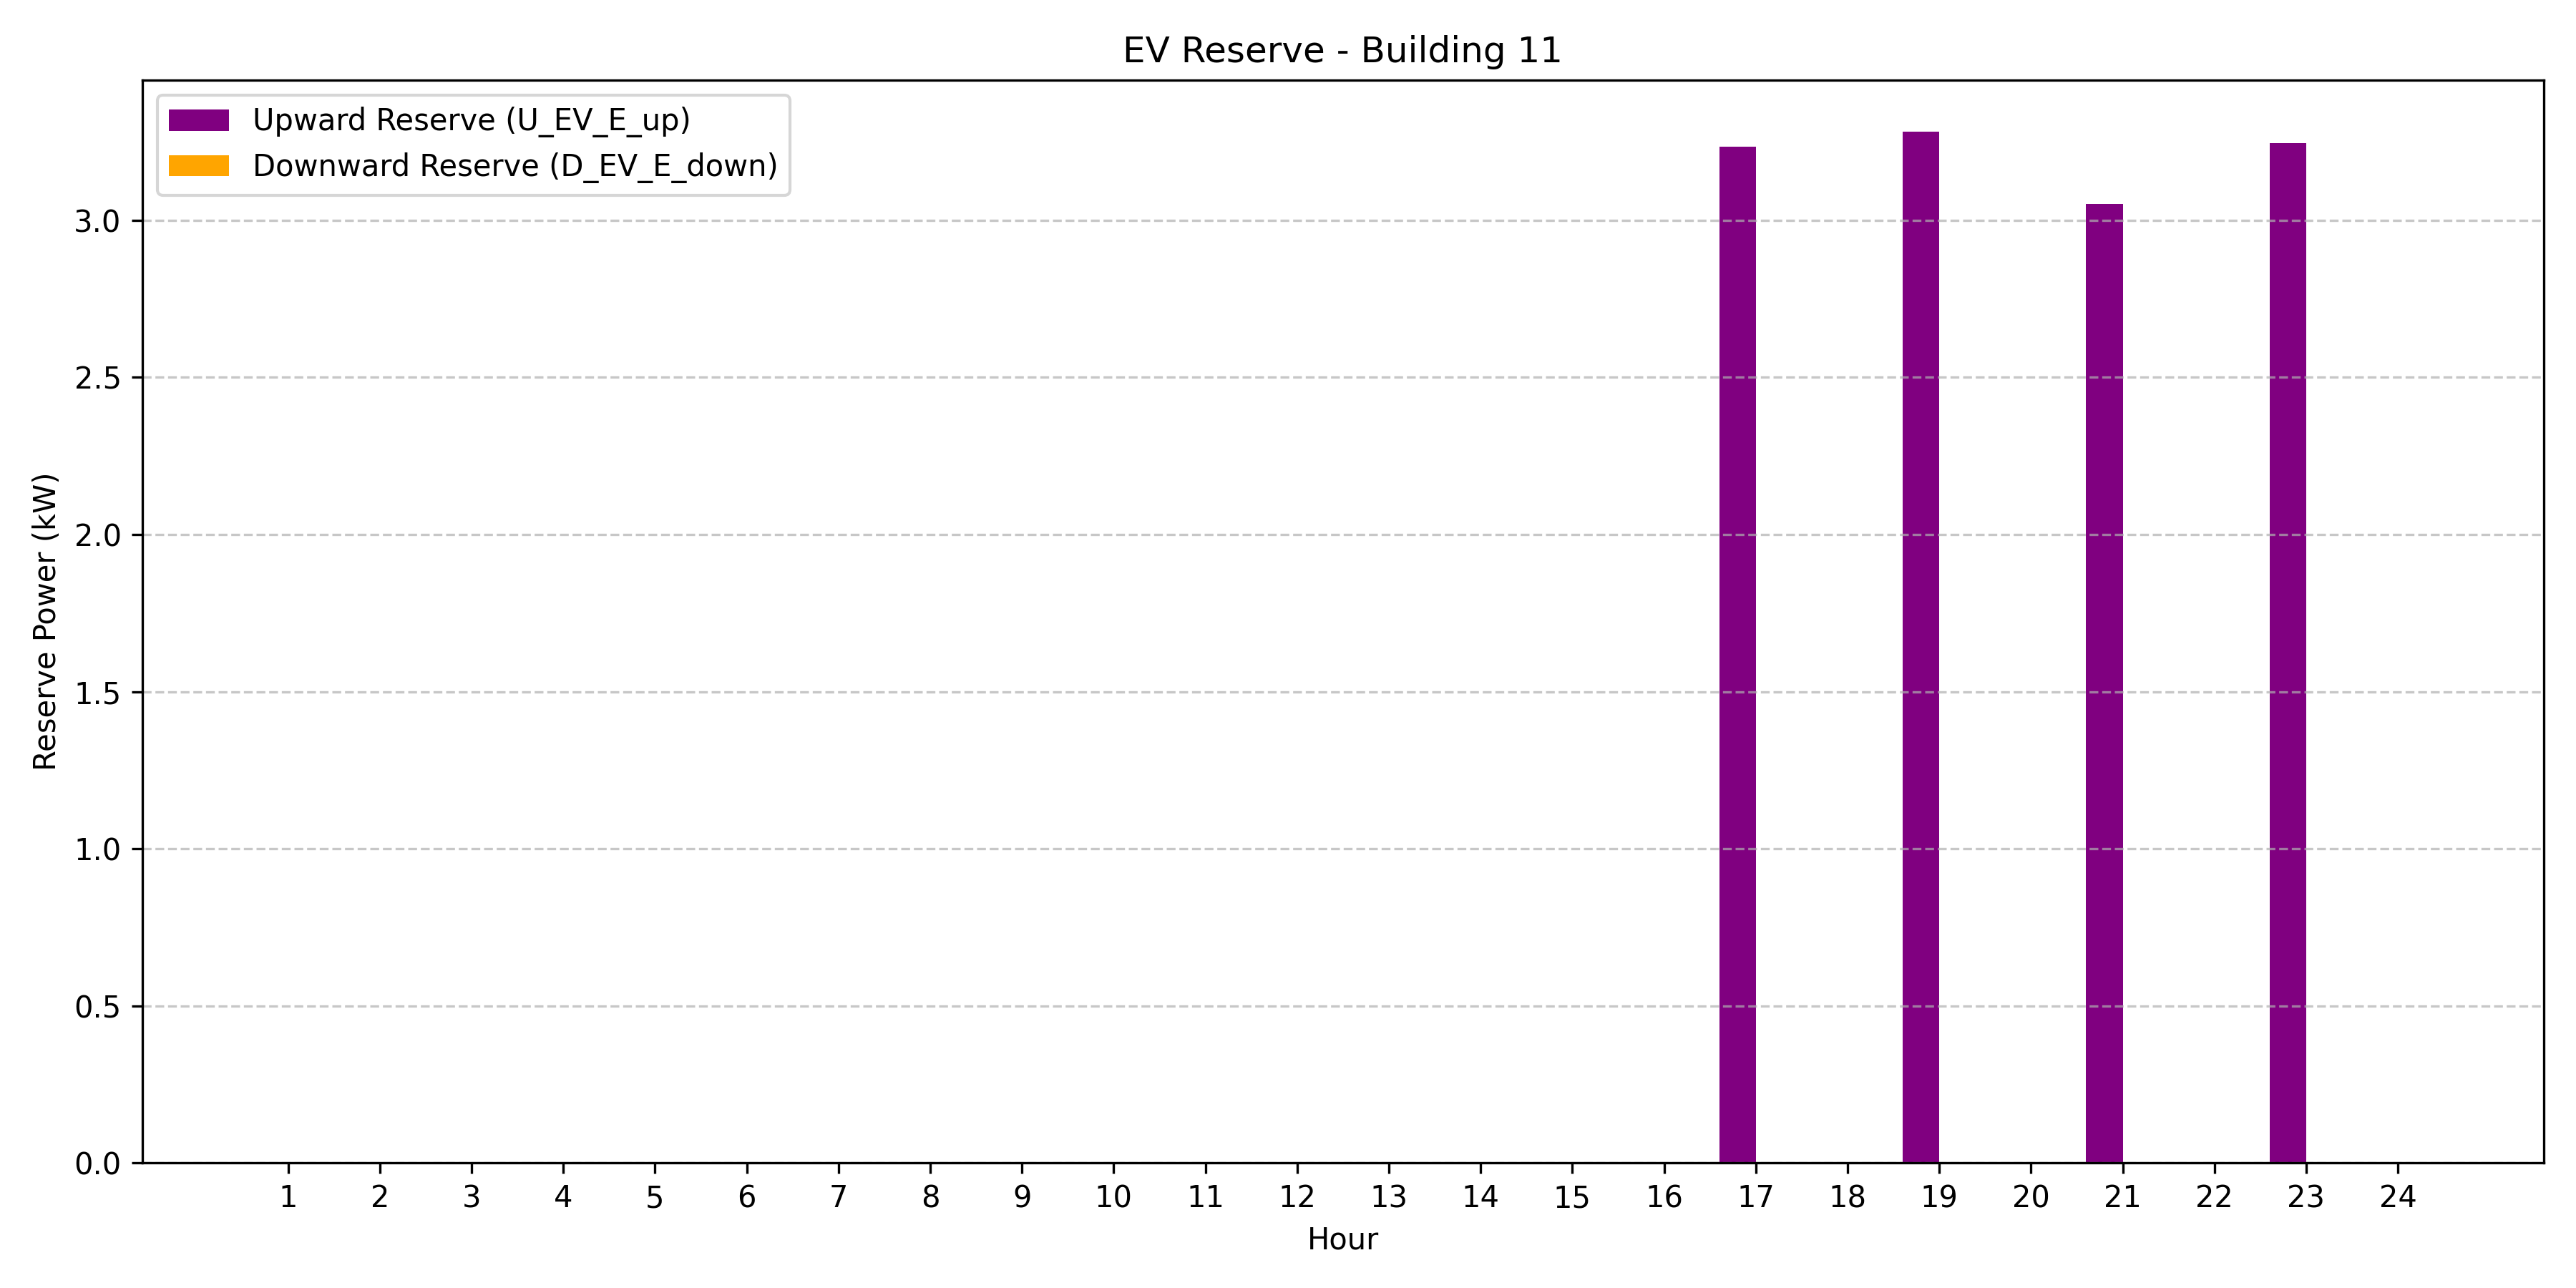 EV Reserve - Building 11
Upward Reserve (U_EV_E_up)
Downward Reserve (D_EV_E_down)
Reserve Power (kW)
3.0
2.5
2.0
1.5
1.0
0.5
0.0
1 2 3 4 5 6 7 8 9 10 11 12 13 14 15 16 17 18 19 20 21 22 23 24
Hour